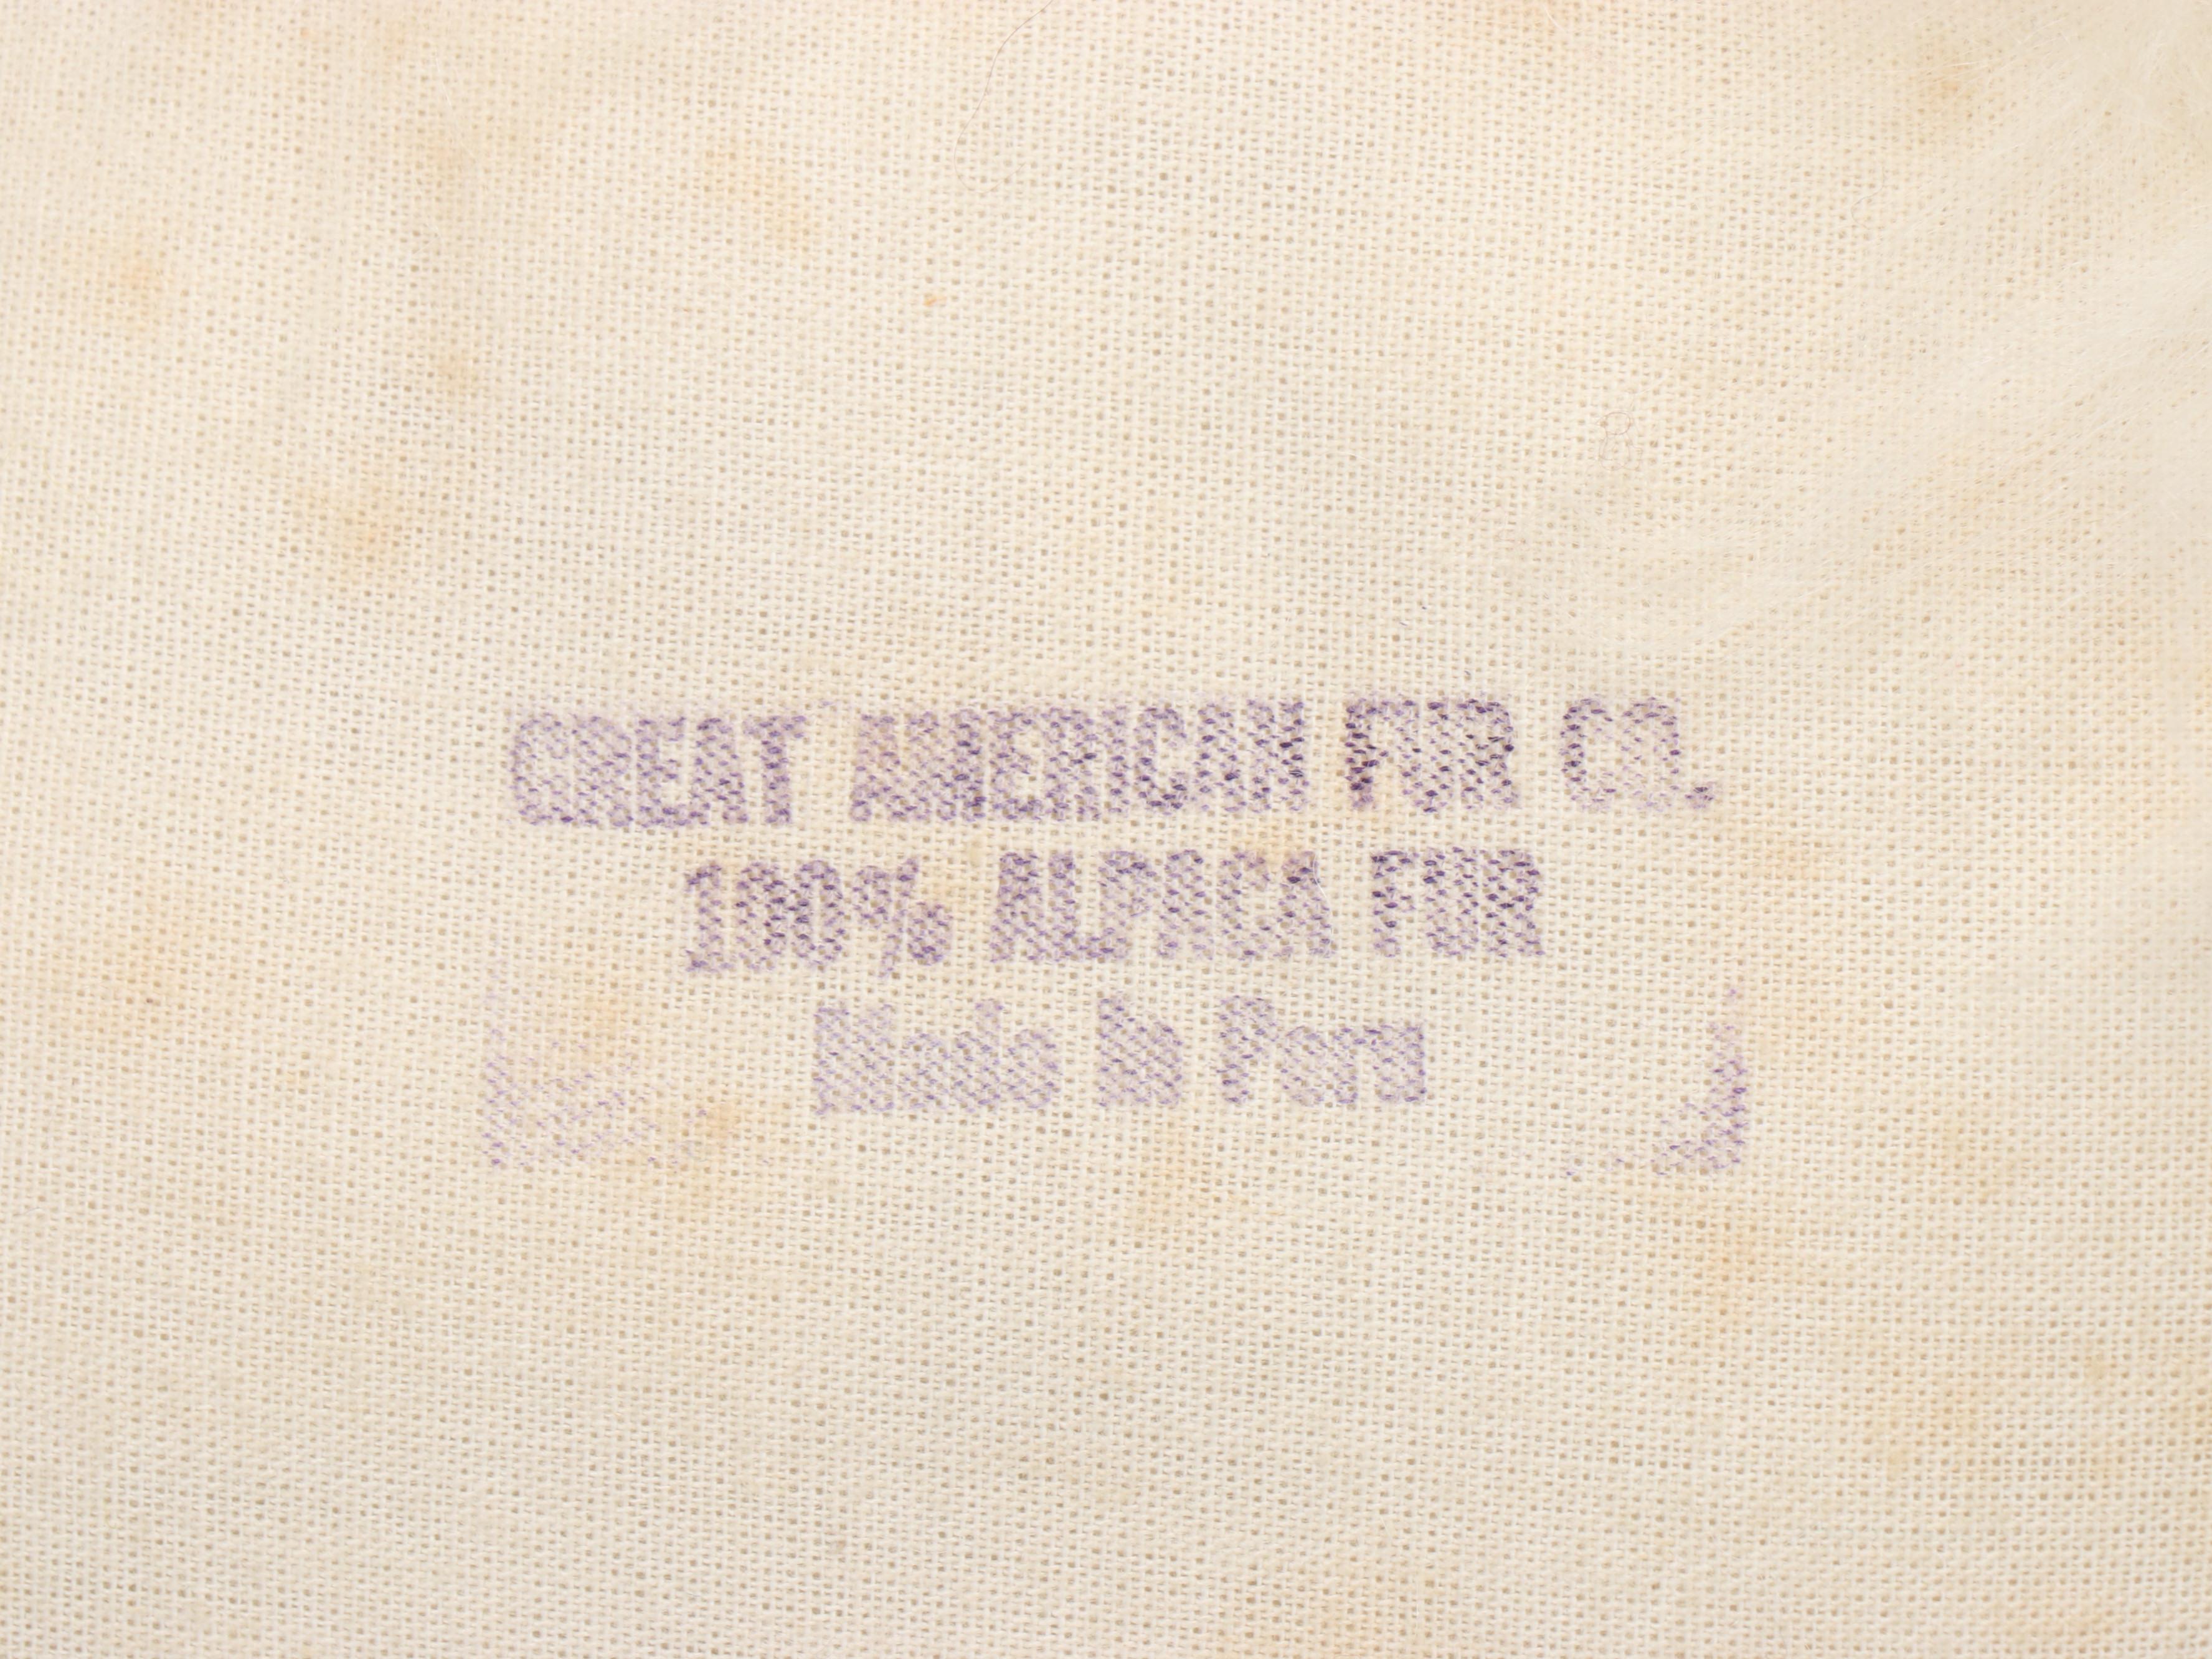 GREAT AMERICAN FUR CO.
100% ALPACA FUR
Made in Peru